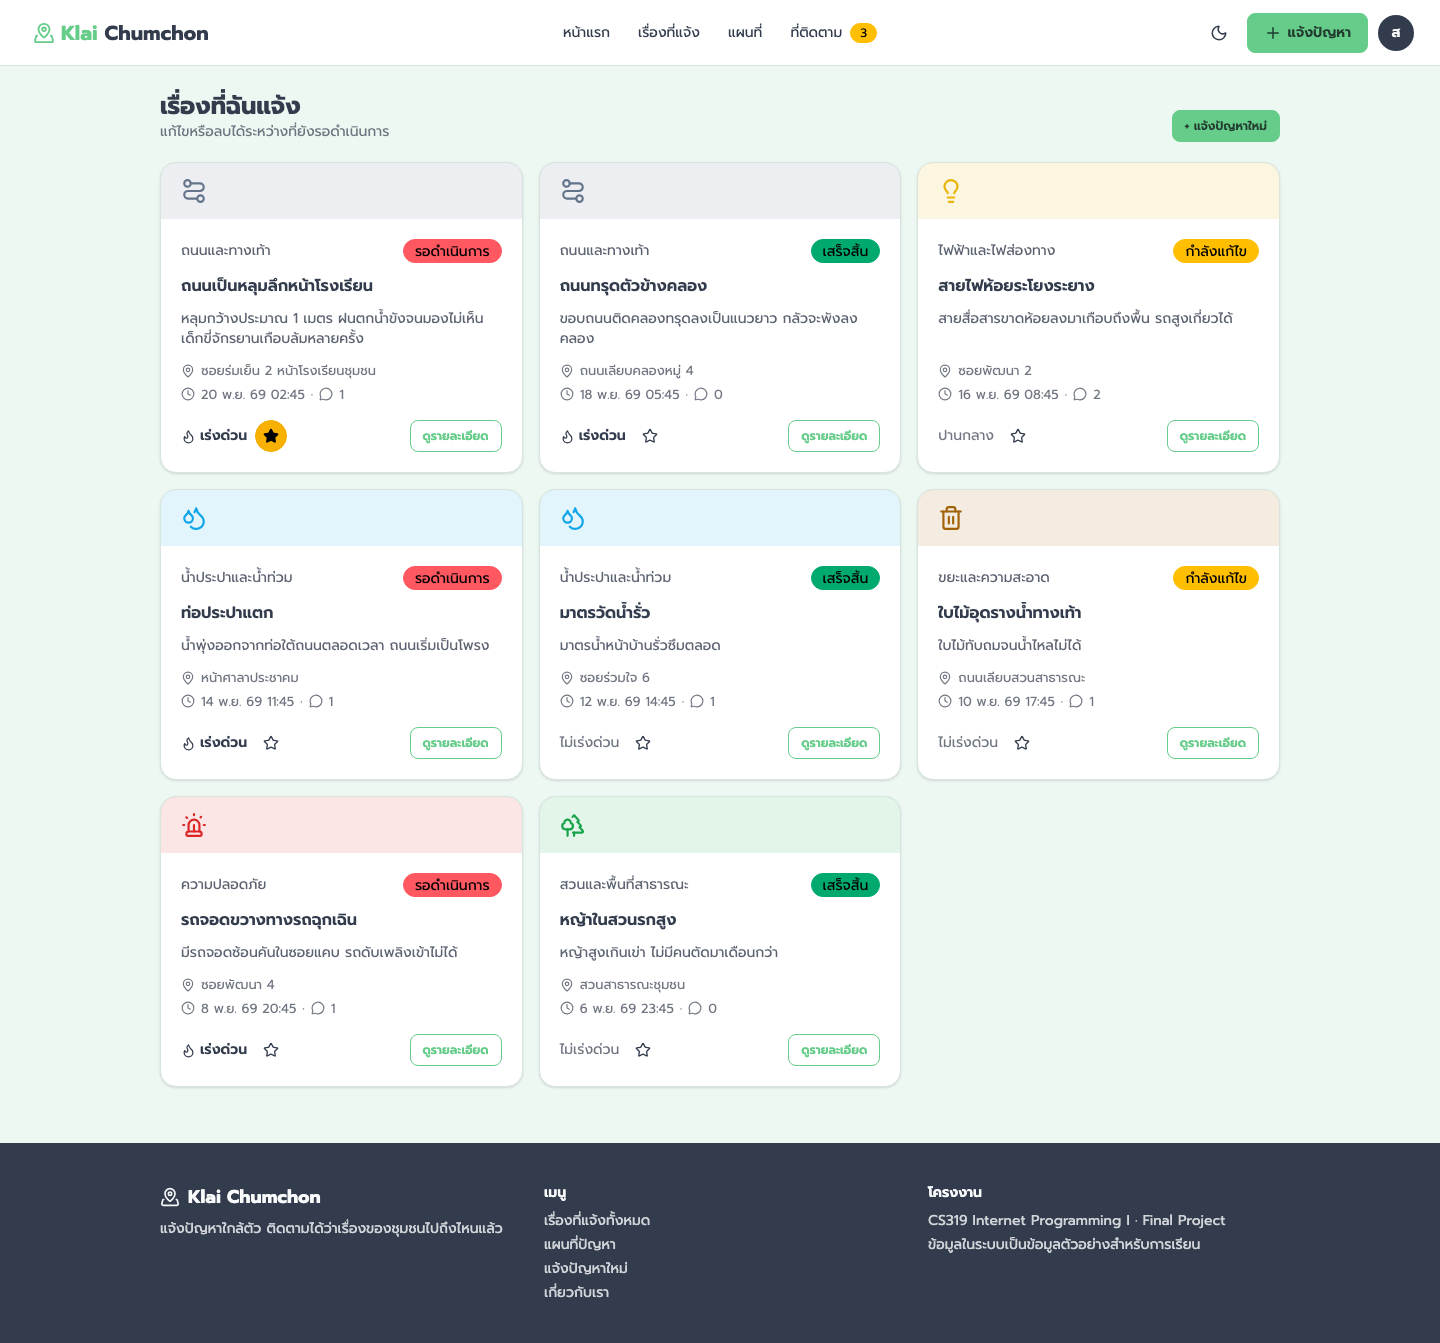 Klai Chumchon
หน้าแรก
เรื่องที่แจ้ง
แผนที่
ที่ติดตาม 3
แจ้งปัญหา
ส
เรื่องที่ฉันแจ้ง
แก้ไขหรือลบได้ระหว่างที่ยังรอดำเนินการ
+ แจ้งปัญหาใหม่
ถนนและทางเท้า
รอดำเนินการ
ถนนเป็นหลุมลึกหน้าโรงเรียน
หลุมกว้างประมาณ 1 เมตร ฝนตกน้ำขังจนมองไม่เห็น
เด็กขี่จักรยานเกือบล้มหลายครั้ง
ซอยร่มเย็น 2 หน้าโรงเรียนชุมชน
20 พ.ย. 69 02:45 · 1
เร่งด่วน
ดูรายละเอียด
ถนนและทางเท้า
เสร็จสิ้น
ถนนทรุดตัวข้างคลอง
ขอบถนนติดคลองทรุดลงเป็นแนวยาว กลัวจะพังลง
คลอง
ถนนเลียบคลองหมู่ 4
18 พ.ย. 69 05:45 · 0
เร่งด่วน
ดูรายละเอียด
ไฟฟ้าและไฟส่องทาง
กำลังแก้ไข
สายไฟห้อยระโยงระยาง
สายสื่อสารขาดห้อยลงมาเกือบถึงพื้น รถสูงเกี่ยวได้
ซอยพัฒนา 2
16 พ.ย. 69 08:45 · 2
ปานกลาง
ดูรายละเอียด
น้ำประปาและน้ำท่วม
รอดำเนินการ
ท่อประปาแตก
น้ำพุ่งออกจากท่อใต้ถนนตลอดเวลา ถนนเริ่มเป็นโพรง
หน้าศาลาประชาคม
14 พ.ย. 69 11:45 · 1
เร่งด่วน
ดูรายละเอียด
น้ำประปาและน้ำท่วม
เสร็จสิ้น
มาตรวัดน้ำรั่ว
มาตรน้ำหน้าบ้านรั่วซึมตลอด
ซอยร่วมใจ 6
12 พ.ย. 69 14:45 · 1
ไม่เร่งด่วน
ดูรายละเอียด
ขยะและความสะอาด
กำลังแก้ไข
ใบไม้อุดรางน้ำทางเท้า
ใบไม้ทับถมจนน้ำไหลไม่ได้
ถนนเลียบสวนสาธารณะ
10 พ.ย. 69 17:45 · 1
ไม่เร่งด่วน
ดูรายละเอียด
ความปลอดภัย
รอดำเนินการ
รถจอดขวางทางรถฉุกเฉิน
มีรถจอดซ้อนคันในซอยแคบ รถดับเพลิงเข้าไม่ได้
ซอยพัฒนา 4
8 พ.ย. 69 20:45 · 1
เร่งด่วน
ดูรายละเอียด
สวนและพื้นที่สาธารณะ
เสร็จสิ้น
หญ้าในสวนรกสูง
หญ้าสูงเกินเข่า ไม่มีคนตัดมาเดือนกว่า
สวนสาธารณะชุมชน
6 พ.ย. 69 23:45 · 0
ไม่เร่งด่วน
ดูรายละเอียด
Klai Chumchon
แจ้งปัญหาใกล้ตัว ติดตามได้ว่าเรื่องของชุมชนไปถึงไหนแล้ว
เมนู
เรื่องที่แจ้งทั้งหมด
แผนที่ปัญหา
แจ้งปัญหาใหม่
เกี่ยวกับเรา
โครงงาน
CS319 Internet Programming I · Final Project
ข้อมูลในระบบเป็นข้อมูลตัวอย่างสำหรับการเรียน